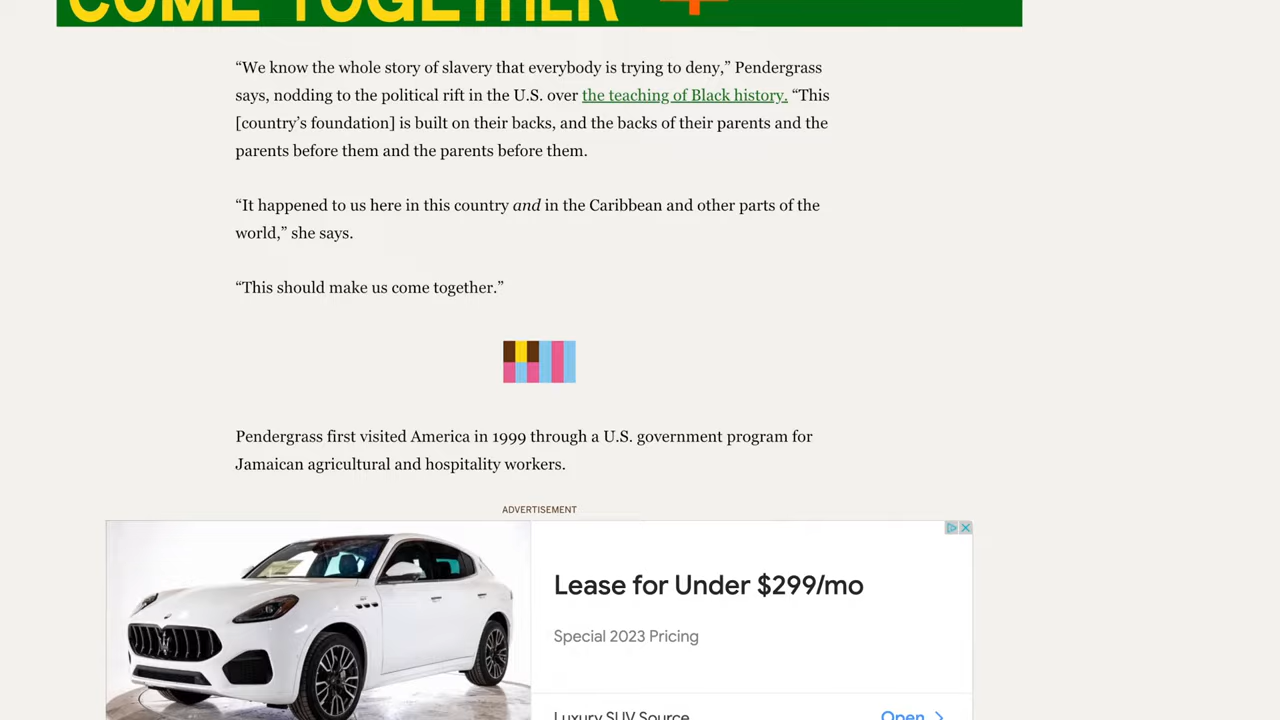 COME TOGETHER
“We know the whole story of slavery that everybody is trying to deny,” Pendergrass
says, nodding to the political rift in the U.S. over the teaching of Black history. “This
[country’s foundation] is built on their backs, and the backs of their parents and the
parents before them and the parents before them.
“It happened to us here in this country and in the Caribbean and other parts of the
world,” she says.
“This should make us come together.”
Pendergrass first visited America in 1999 through a U.S. government program for
Jamaican agricultural and hospitality workers.
ADVERTISEMENT
Lease for Under $299/mo
Special 2023 Pricing
Luxury SUV Source
Open